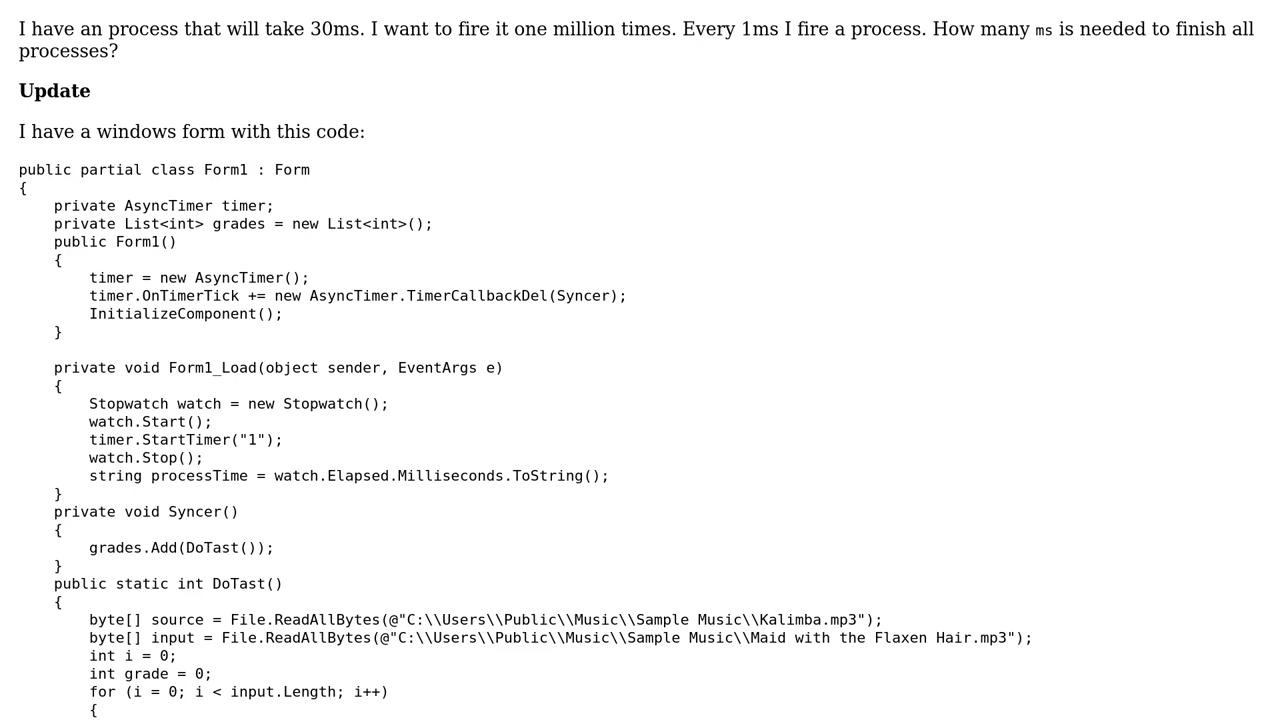 I have an process that will take 30ms. I want to fire it one million times. Every 1ms I fire a process. How many ms is needed to finish all
processes?
Update
I have a windows form with this code:
public partial class Form1 : Form
{
    private AsyncTimer timer;
    private List<int> grades = new List<int>();
    public Form1()
    {
        timer = new AsyncTimer();
        timer.OnTimerTick += new AsyncTimer.TimerCallbackDel(Syncer);
        InitializeComponent();
    }
    private void Form1_Load(object sender, EventArgs e)
    {
        Stopwatch watch = new Stopwatch();
        watch.Start();
        timer.StartTimer("1");
        watch.Stop();
        string processTime = watch.Elapsed.Milliseconds.ToString();
    }
    private void Syncer()
    {
        grades.Add(DoTast());
    }
    public static int DoTast()
    {
        byte[] source = File.ReadAllBytes(@"C:\\Users\\Public\\Music\\Sample Music\\Kalimba.mp3");
        byte[] input = File.ReadAllBytes(@"C:\\Users\\Public\\Music\\Sample Music\\Maid with the Flaxen Hair.mp3");
        int i = 0;
        int grade = 0;
        for (i = 0; i < input.Length; i++)
        {